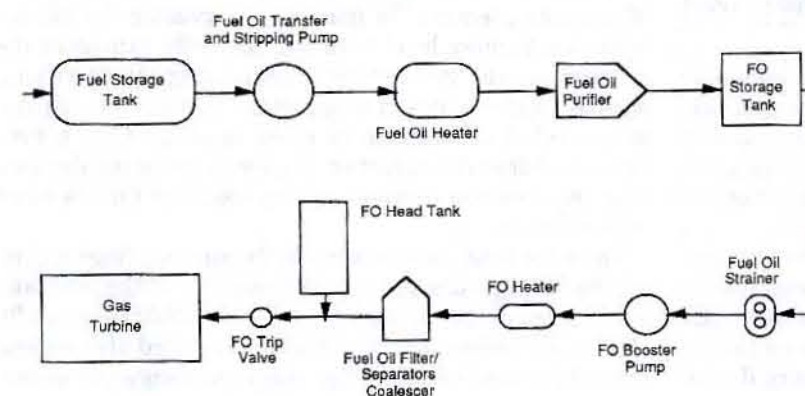 Fuel Oil Transfer
and Stripping Pump
Fuel Storage
Tank
Fuel Oil Heater
Fuel Oil
Purifier
FO
Storage
Tank
FO Head Tank
Gas
Turbine
FO Trip
Valve
Fuel Oil Filter/
Separators
Coalescer
FO Heater
FO Booster
Pump
Fuel Oil
Strainer